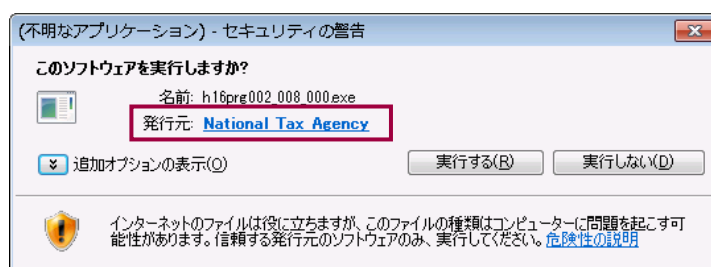 (不明なアプリケーション) - セキュリティの警告
このソフトウェアを実行しますか?
名前: h16prg002_008_000.exe
発行元: National Tax Agency
追加オプションの表示(O)
実行する(R)
実行しない(D)
インターネットのファイルは役に立ちますが、このファイルの種類はコンピューターに問題を起こす可
能性があります。信頼する発行元のソフトウェアのみ、実行してください。危険性の説明